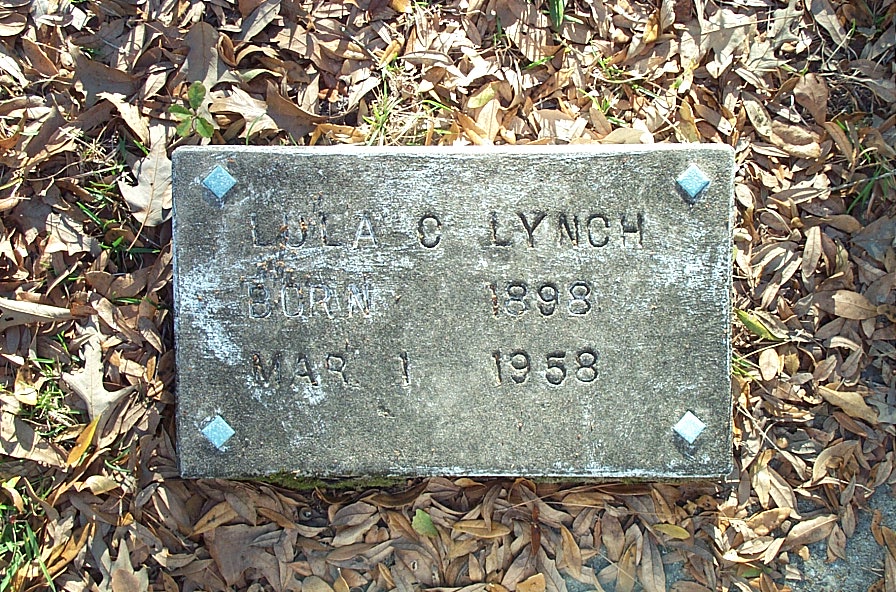 LULA C LYNCH
BORN 1898
MAR 1 1958